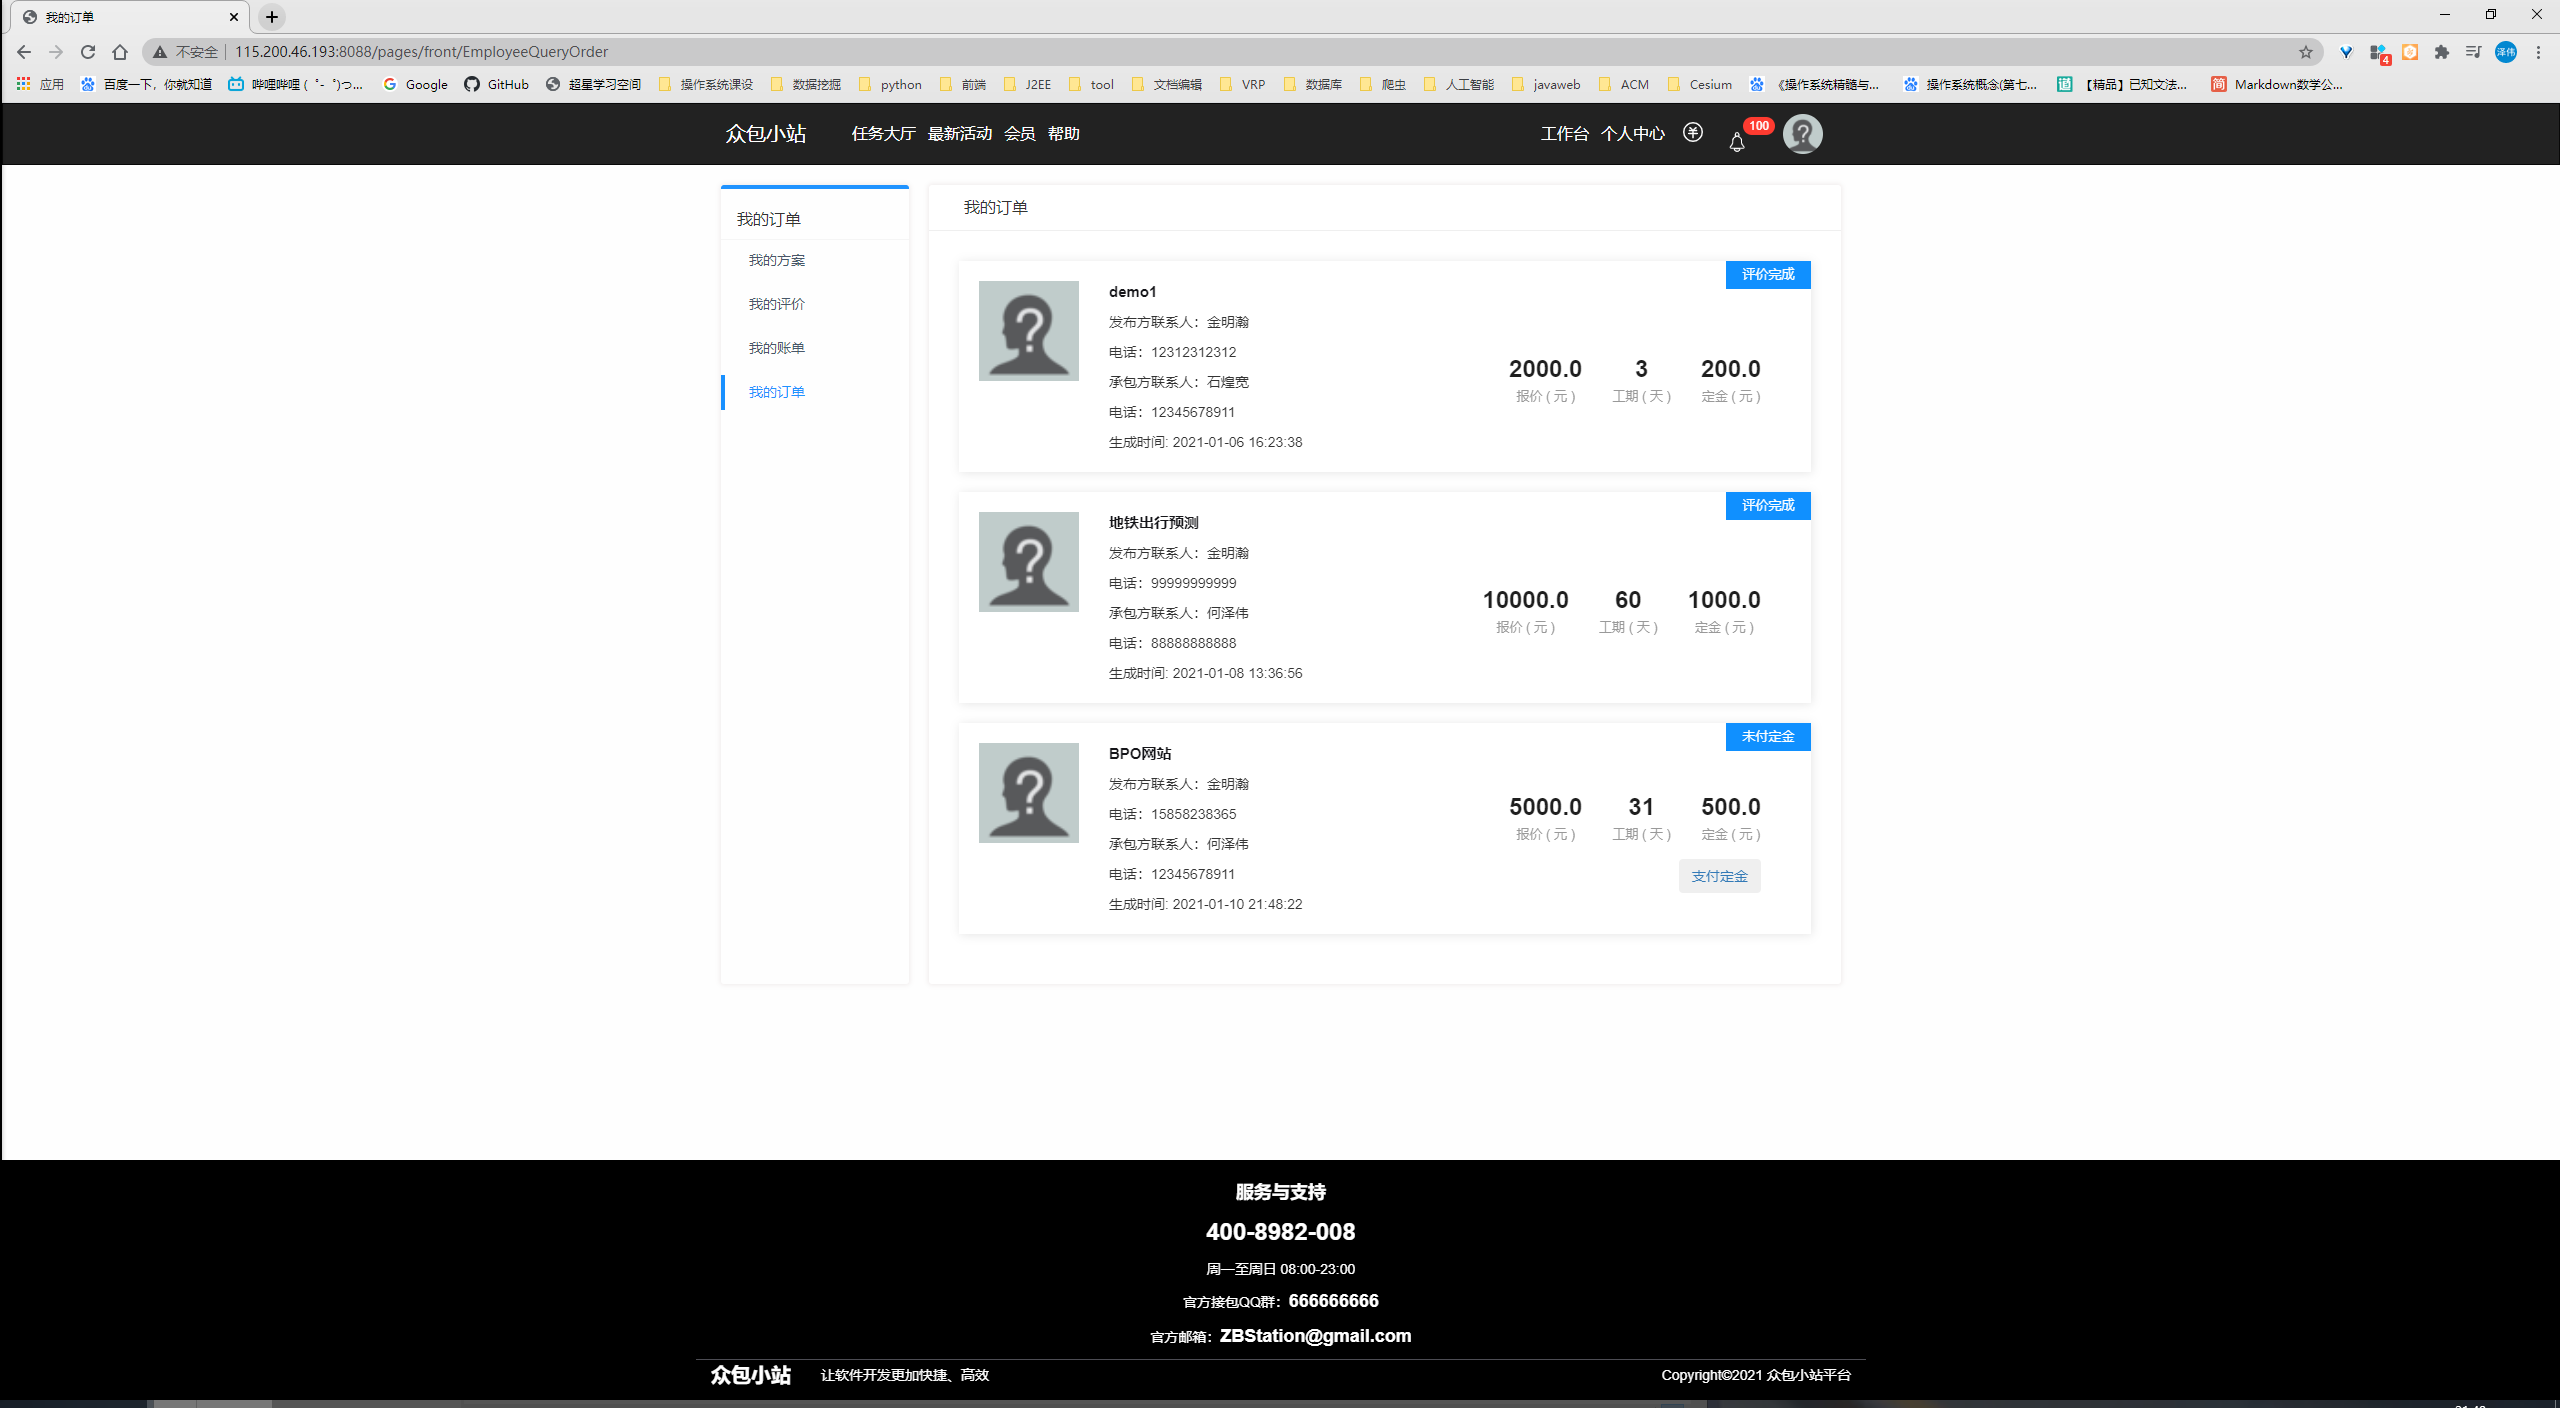 我的订单
不安全 115.200.46.193:8088/pages/front/EmployeeQueryOrder
应用 百度一下，你就知道 哔哩哔哩 ( ゜- ゜)つ... Google GitHub 超星学习空间 操作系统课设 数据挖掘 python 前端 J2EE tool 文档编辑 VRP 数据库 爬虫 人工智能 javaweb ACM Cesium 《操作系统精髓与... 操作系统概念(第七... 【精品】已知文法... Markdown数学公...
4
泽伟
众包小站 任务大厅 最新活动 会员 帮助 工作台 个人中心 100
我的订单
我的方案
我的评价
我的账单
我的订单
我的订单
评价完成
demo1
发布方联系人：金明瀚
电话：12312312312
承包方联系人：石煌宽
电话：12345678911
生成时间: 2021-01-06 16:23:38
2000.0 3 200.0
报价 ( 元 ) 工期 ( 天 ) 定金 ( 元 )
评价完成
地铁出行预测
发布方联系人：金明瀚
电话：99999999999
承包方联系人：何泽伟
电话：88888888888
生成时间: 2021-01-08 13:36:56
10000.0 60 1000.0
报价 ( 元 ) 工期 ( 天 ) 定金 ( 元 )
未付定金
BPO网站
发布方联系人：金明瀚
电话：15858238365
承包方联系人：何泽伟
电话：12345678911
生成时间: 2021-01-10 21:48:22
5000.0 31 500.0
报价 ( 元 ) 工期 ( 天 ) 定金 ( 元 )
支付定金
服务与支持
400-8982-008
周一至周日 08:00-23:00
官方接包QQ群：666666666
官方邮箱：ZBStation@gmail.com
众包小站 让软件开发更加快捷、高效 Copyright©2021 众包小站平台